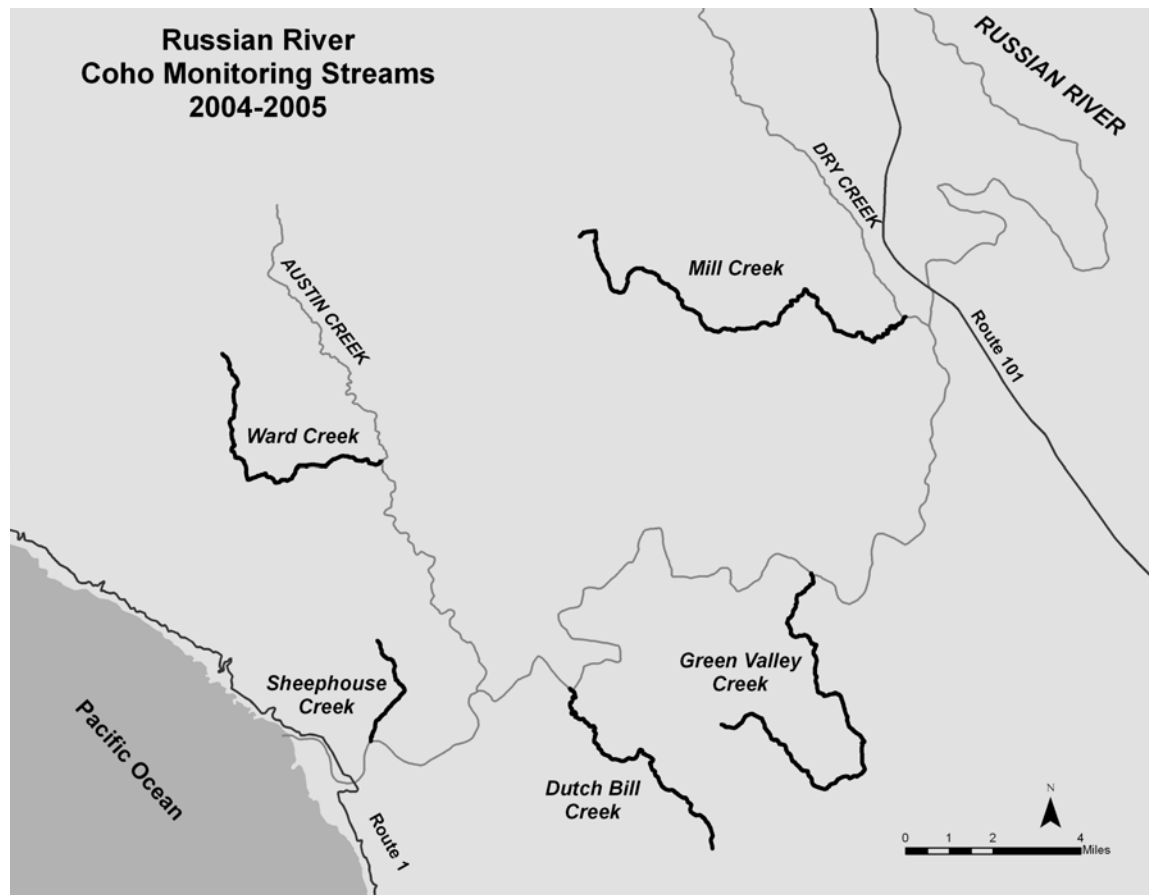 Russian River
Coho Monitoring Streams
2004-2005
RUSSIAN RIVER
DRY CREEK
Mill Creek
AUSTIN CREEK
Route 101
Ward Creek
Sheephouse
Creek
Green Valley
Creek
Pacific Ocean
Dutch Bill
Creek
Route 1
N
0 1 2 4
Miles